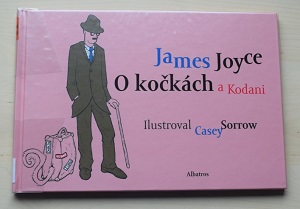 James Joyce
O kočkách a Kodani
Ilustroval Casey Sorrow
Albatros